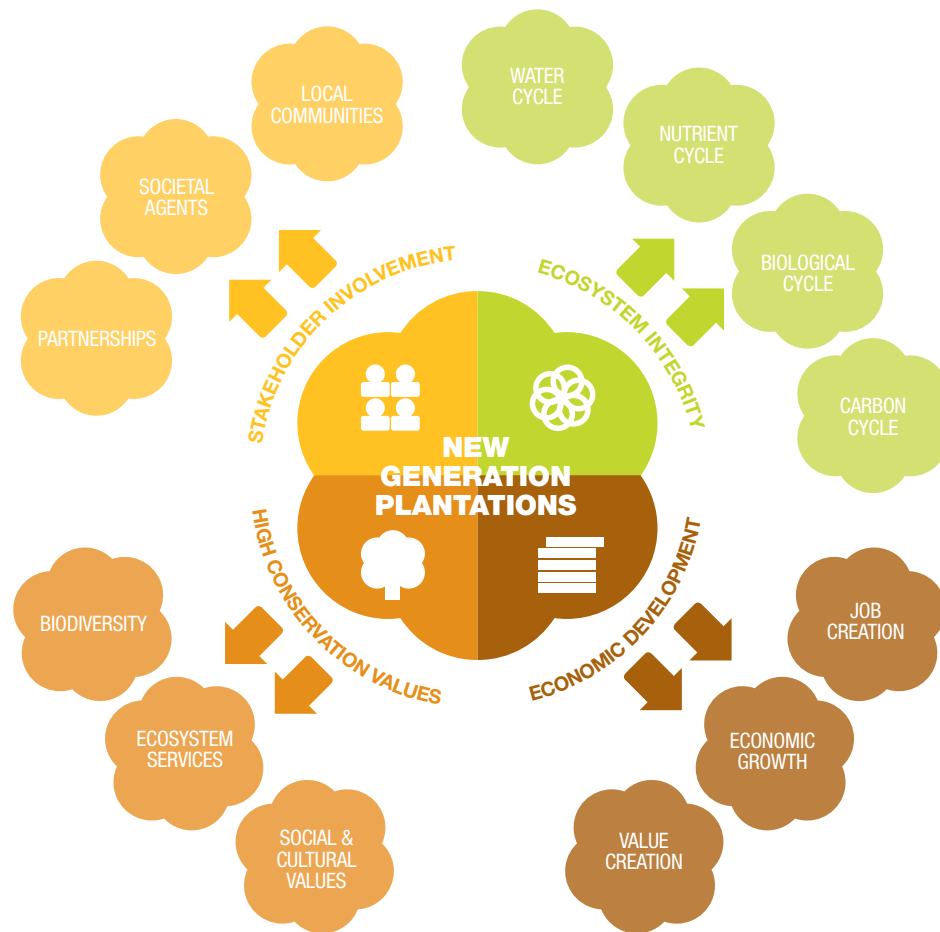 LOCAL
COMMUNITIES
SOCIETAL
AGENTS
PARTNERSHIPS
WATER
CYCLE
NUTRIENT
CYCLE
BIOLOGICAL
CYCLE
CARBON
CYCLE
STAKEHOLDER INVOLVEMENT
ECOSYSTEM INTEGRITY
NEW
GENERATION
PLANTATIONS
HIGH CONSERVATION VALUES
ECONOMIC DEVELOPMENT
BIODIVERSITY
ECOSYSTEM
SERVICES
SOCIAL &
CULTURAL
VALUES
JOB
CREATION
ECONOMIC
GROWTH
VALUE
CREATION